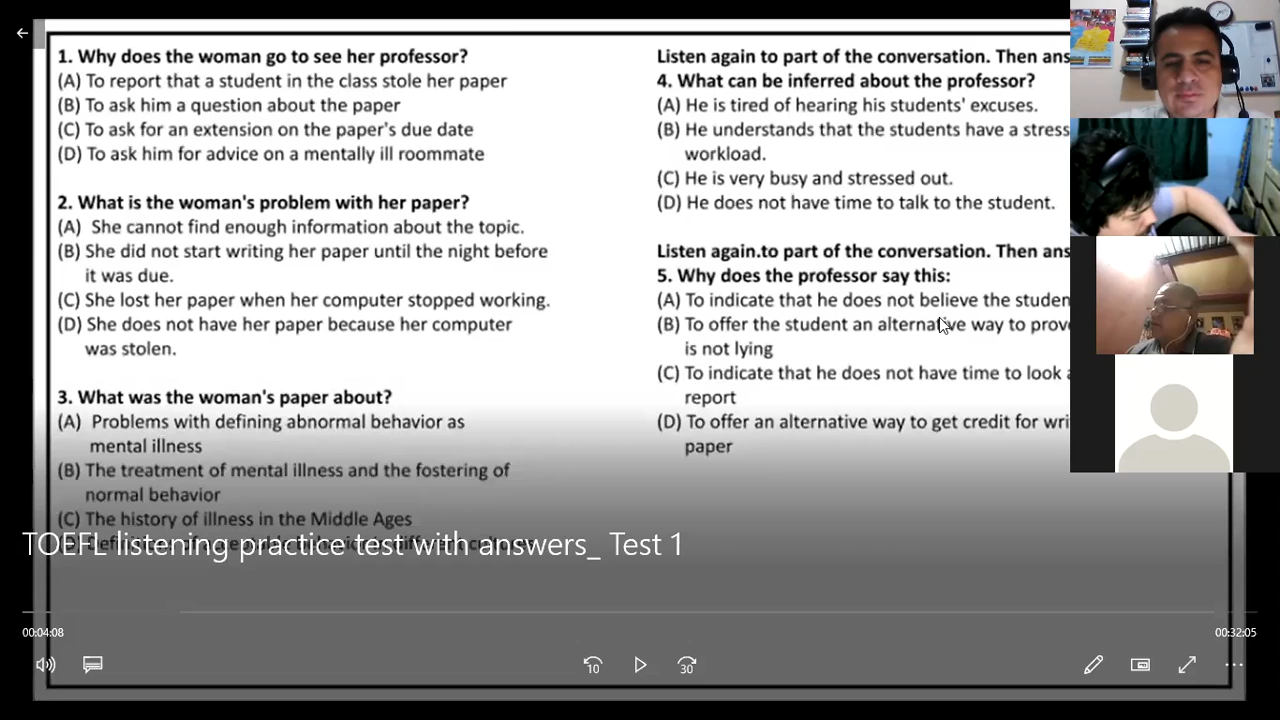 1. Why does the woman go to see her professor?
(A) To report that a student in the class stole her paper
(B) To ask him a question about the paper
(C) To ask for an extension on the paper's due date
(D) To ask him for advice on a mentally ill roommate
2. What is the woman's problem with her paper?
(A) She cannot find enough information about the topic.
(B) She did not start writing her paper until the night before
it was due.
(C) She lost her paper when her computer stopped working.
(D) She does not have her paper because her computer
was stolen.
3. What was the woman's paper about?
(A) Problems with defining abnormal behavior as
mental illness
(B) The treatment of mental illness and the fostering of
normal behavior
(C) The history of illness in the Middle Ages
Listen again to part of the conversation. Then ans
4. What can be inferred about the professor?
(A) He is tired of hearing his students' excuses.
(B) He understands that the students have a stress
workload.
(C) He is very busy and stressed out.
(D) He does not have time to talk to the student.
Listen again.to part of the conversation. Then ans
5. Why does the professor say this:
(A) To indicate that he does not believe the studen
(B) To offer the student an alternative way to prov
is not lying
(C) To indicate that he does not have time to look a
report
(D) To offer an alternative way to get credit for wri
paper
TOEFL listening practice test with answers_ Test 1
00:04:08
00:32:05
10
30